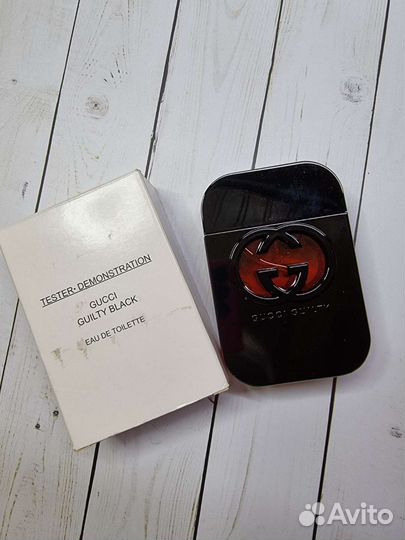 TESTER-DEMONSTRATION
GUCCI
GUILTY BLACK
EAU DE TOILETTE
GUCCI GUILTY
Avito